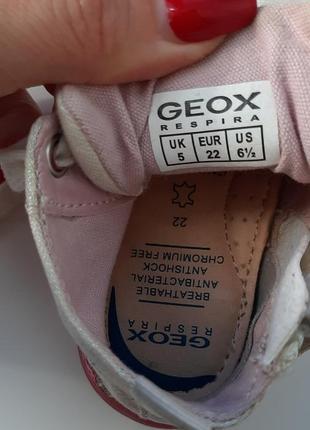 GEOX
RESPIRA
UK EUR US
5 22 6½
22
BREATHABLE
ANTIBACTERIAL
ANTISHOCK
CHROMIUM FREE
GEOX
RESPIRA